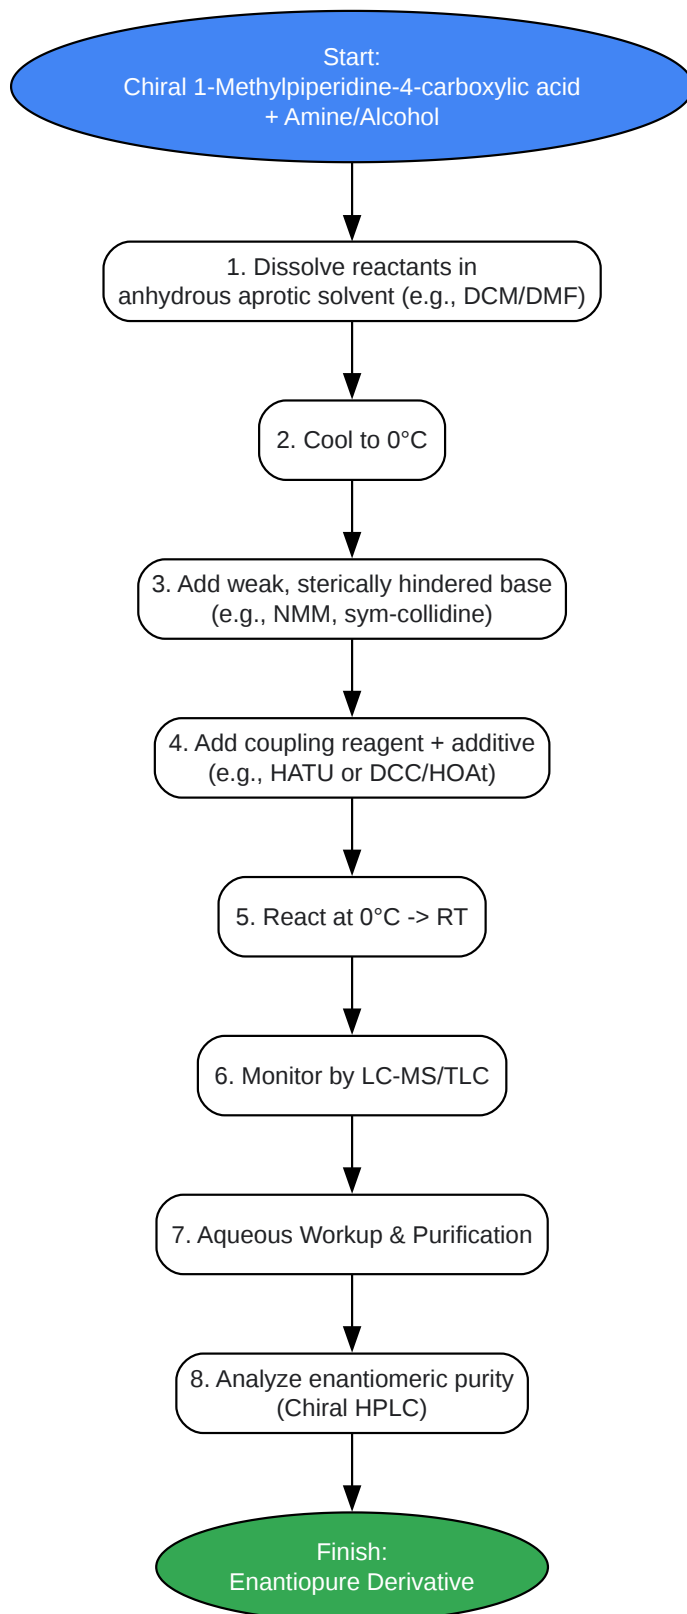 Start:
Chiral 1-Methylpiperidine-4-carboxylic acid
+ Amine/Alcohol
1. Dissolve reactants in
anhydrous aprotic solvent (e.g., DCM/DMF)
2. Cool to 0°C
3. Add weak, sterically hindered base
(e.g., NMM, sym-collidine)
4. Add coupling reagent + additive
(e.g., HATU or DCC/HOAt)
5. React at 0°C -> RT
6. Monitor by LC-MS/TLC
7. Aqueous Workup & Purification
8. Analyze enantiomeric purity
(Chiral HPLC)
Finish:
Enantiopure Derivative